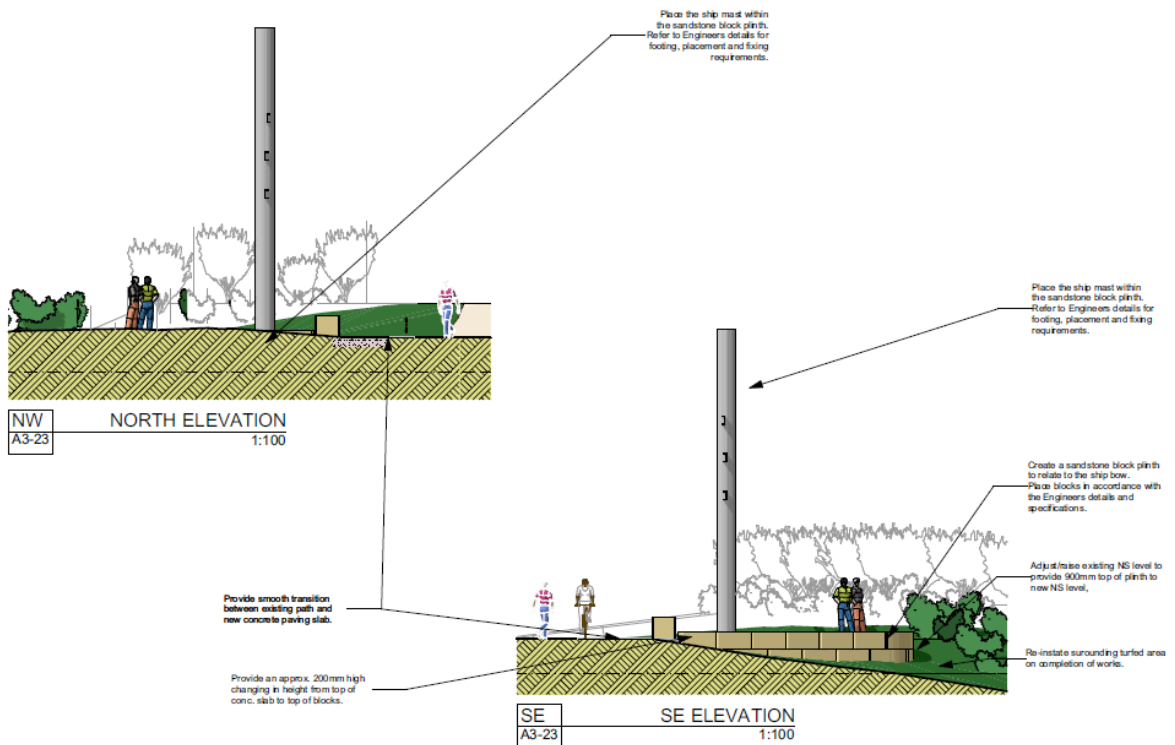 Place the ship mast within
the sandstone block plinth.
Refer to Engineers details for
footing, placement and fixing
requirements.
NW
NORTH ELEVATION
A3-23
1:100
Place the ship mast within
the sandstone block plinth.
Refer to Engineers details for
footing, placement and fixing
requirements.
Create a sandstone block plinth
to relate to the ship bow.
Place blocks in accordance with
the Engineers details and
specifications.
Adjust/raise existing NS level to
provide 900mm top of plinth to
new NS level,
Provide smooth transition
between existing path and
new concrete paving slab.
Re-instate surounding turfed area
on completion of works.
Provide an approx. 200mm high
changing in height from top of
conc. slab to top of blocks.
SE
SE ELEVATION
A3-23
1:100